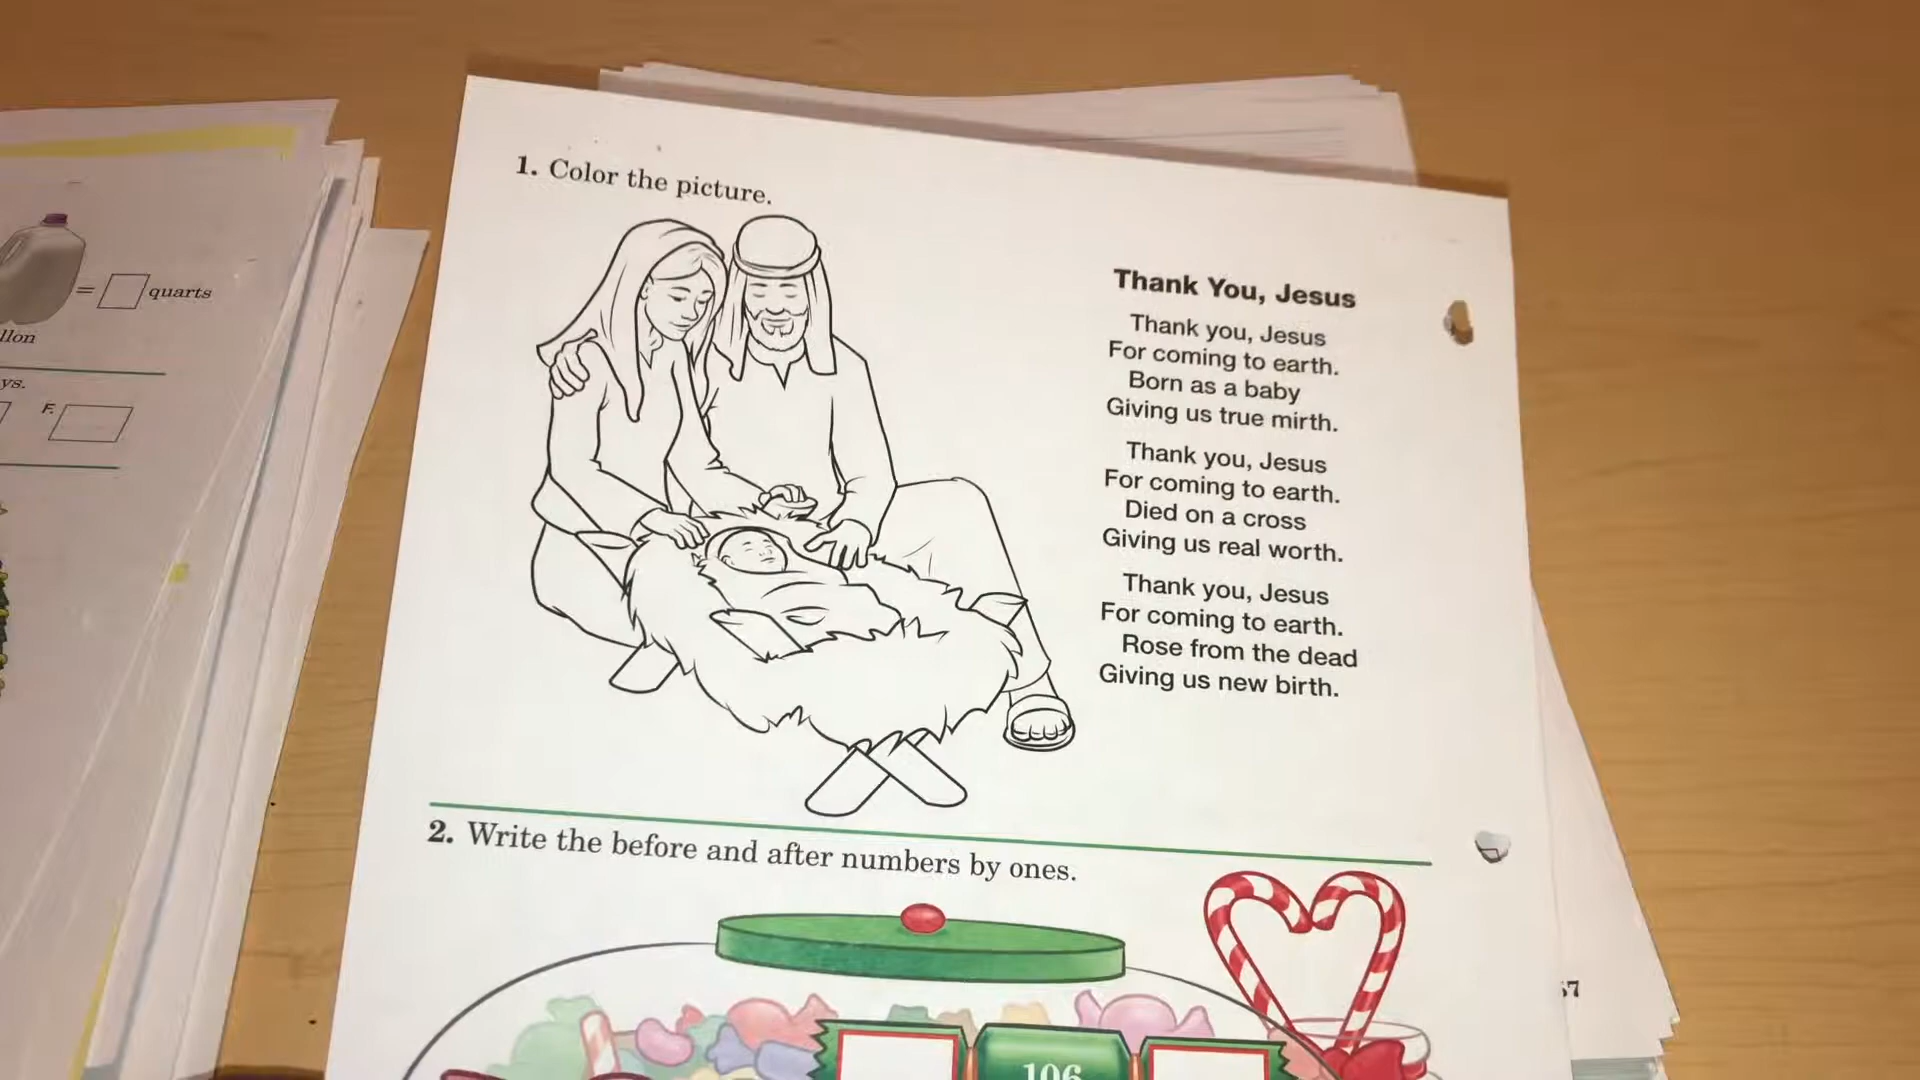 = quarts
llon
ys.
F.
1. Color the picture.
Thank You, Jesus
Thank you, Jesus
For coming to earth.
Born as a baby
Giving us true mirth.
Thank you, Jesus
For coming to earth.
Died on a cross
Giving us real worth.
Thank you, Jesus
For coming to earth.
Rose from the dead
Giving us new birth.
2. Write the before and after numbers by ones.
106
57